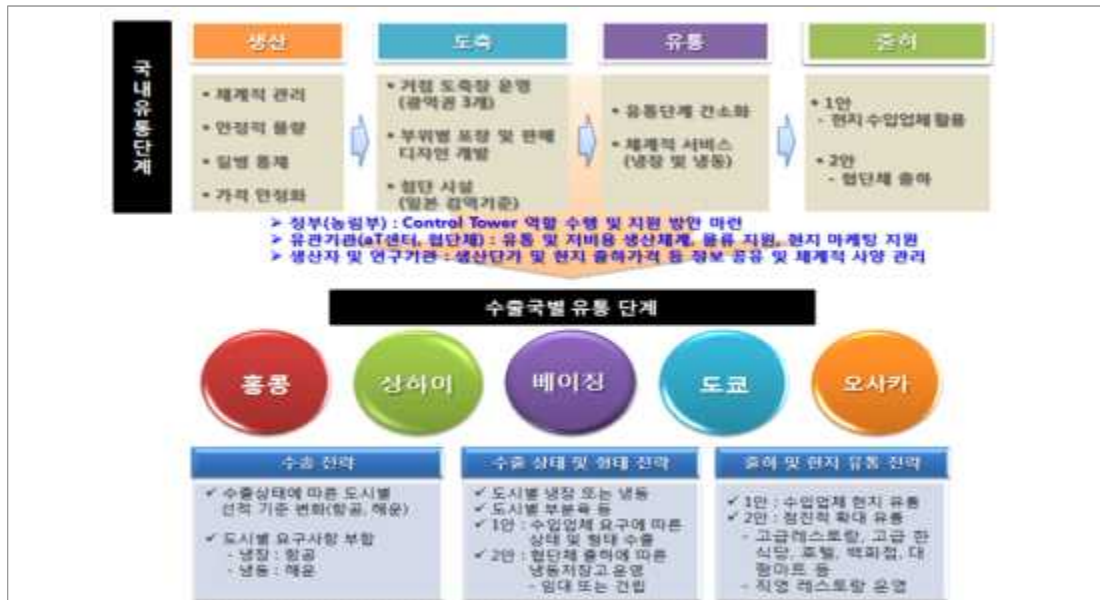 국내유통단계
생산
• 체계적 관리
• 안정적 물량
• 질병 통제
• 가격 안정화
도축
• 거점 도축장 운영
(광역권 3개)
• 부위별 포장 및 판매
디자인 개발
• 첨단 시설
(일본 검역기준)
유통
• 유통단계 간소화
• 체계적 서비스
(냉장 및 냉동)
출하
• 1안
- 현지 수입업체 활용
• 2안
- 협단체 출하
➢ 정부(농림부) : Control Tower 역할 수행 및 지원 방안 마련
➢ 유관기관(aT센터, 협단체) : 유통 및 저비용 생산체계, 물류 지원, 현지 마케팅 지원
➢ 생산자 및 연구기관 : 생산단가 및 현지 출하가격 등 정보 공유 및 체계적 사양 관리
수출국별 유통 단계
홍콩
상하이
베이징
도쿄
오사카
수송 전략
✓ 수출상태에 따른 도시별
선적 기준 변화(항공, 해운)
✓ 도시별 요구사항 부합
- 냉장 : 항공
- 냉동 : 해운
수출 상태 및 형태 전략
✓ 도시별 냉장 또는 냉동
✓ 도시별 부분육 등
✓ 1안 : 수입업체 요구에 따른
상태 및 형태 수출
✓ 2안 : 협단체 출하에 따른
냉동저장고 운영
- 임대 또는 건립
출하 및 현지 유통 전략
✓ 1안 : 수입업체 현지 유통
✓ 2안 : 점진적 확대 유통
- 고급레스토랑, 고급 한
식당, 호텔, 백화점, 대
형마트 등
- 직영 레스토랑 운영